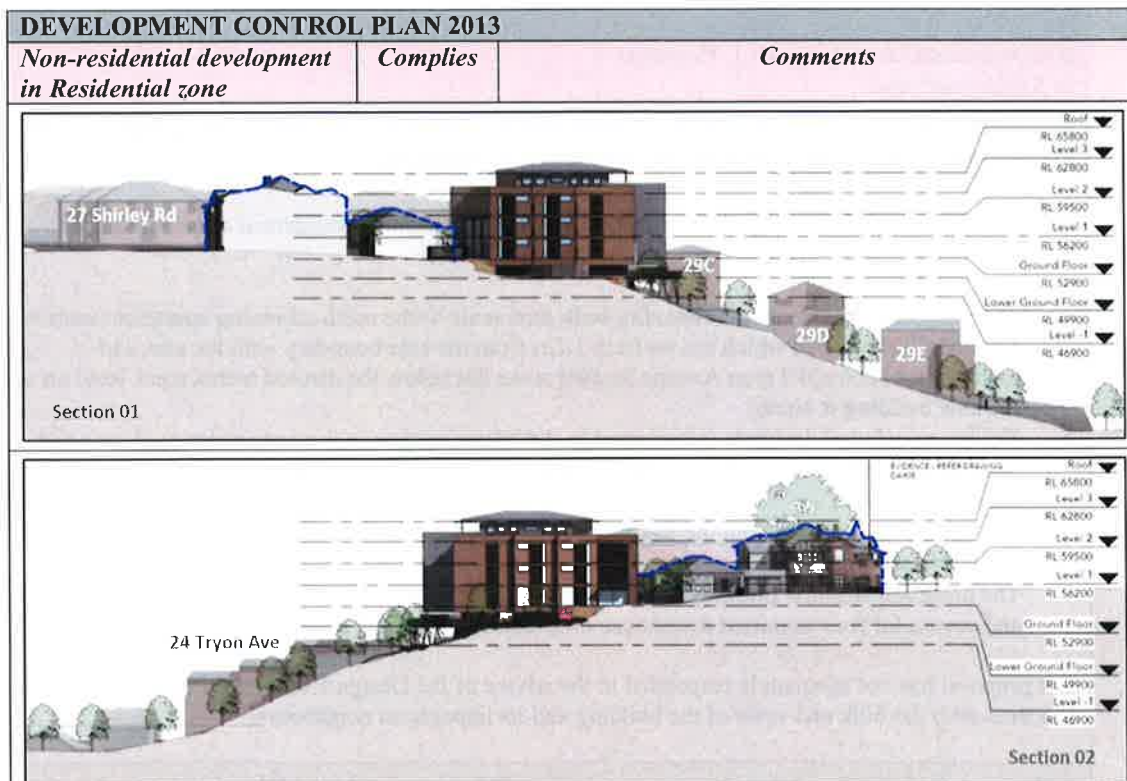 DEVELOPMENT CONTROL PLAN 2013
Non-residential development
in Residential zone
Complies
Comments
Roof
RL 65800
Level 3
RL 62800
Level 2
RL 59500
Level 1
RL 56200
Ground Floor
RL 52900
Lower Ground Floor
RL 49900
Level -1
RL 46900
27 Shirley Rd
29C
29D
29E
Section 01
Roof
RL 65800
Level 3
RL 62800
Level 2
RL 59500
Level 1
RL 56200
Ground Floor
RL 52900
Lower Ground Floor
RL 49900
Level -1
RL 46900
24 Tryon Ave
Section 02